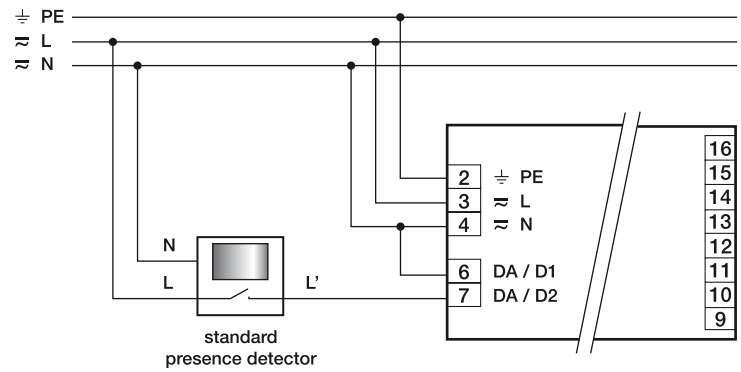 ⏚ PE
≂ L
≂ N
2 ⏚ PE
3 ≂ L
4 ≂ N
6 DA / D1
7 DA / D2
16
15
14
13
12
11
10
9
N
L
L'
standard
presence detector